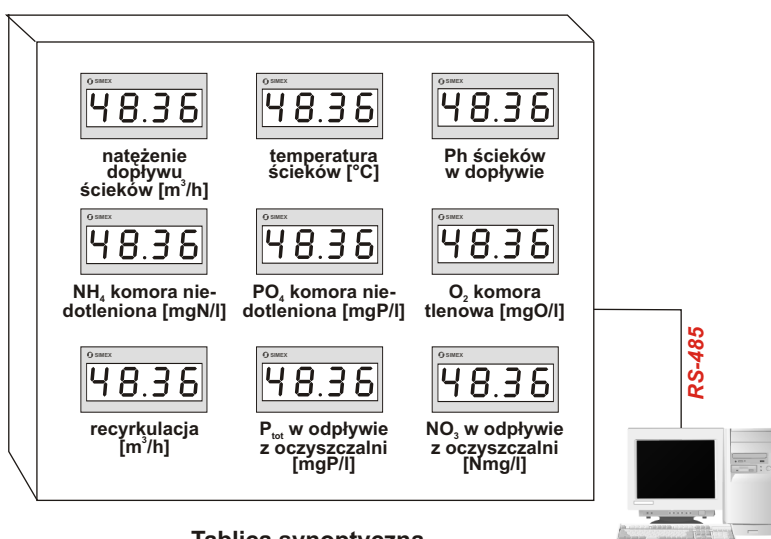 SIMEX
48.36
SIMEX
48.36
SIMEX
48.36
natężenie
dopływu
ścieków [m³/h]
temperatura
ścieków [°C]
Ph ścieków
w dopływie
SIMEX
48.36
SIMEX
48.36
SIMEX
48.36
NH₄ komora nie-
dotleniona [mgN/l]
PO₄ komora nie-
dotleniona [mgP/l]
O₂ komora
tlenowa [mgO/l]
SIMEX
48.36
SIMEX
48.36
SIMEX
48.36
recyrkulacja
[m³/h]
Ptot w odpływie
z oczyszczalni
[mgP/l]
NO₃ w odpływie
z oczyszczalni
[Nmg/l]
RS-485
Tablica synoptyczna